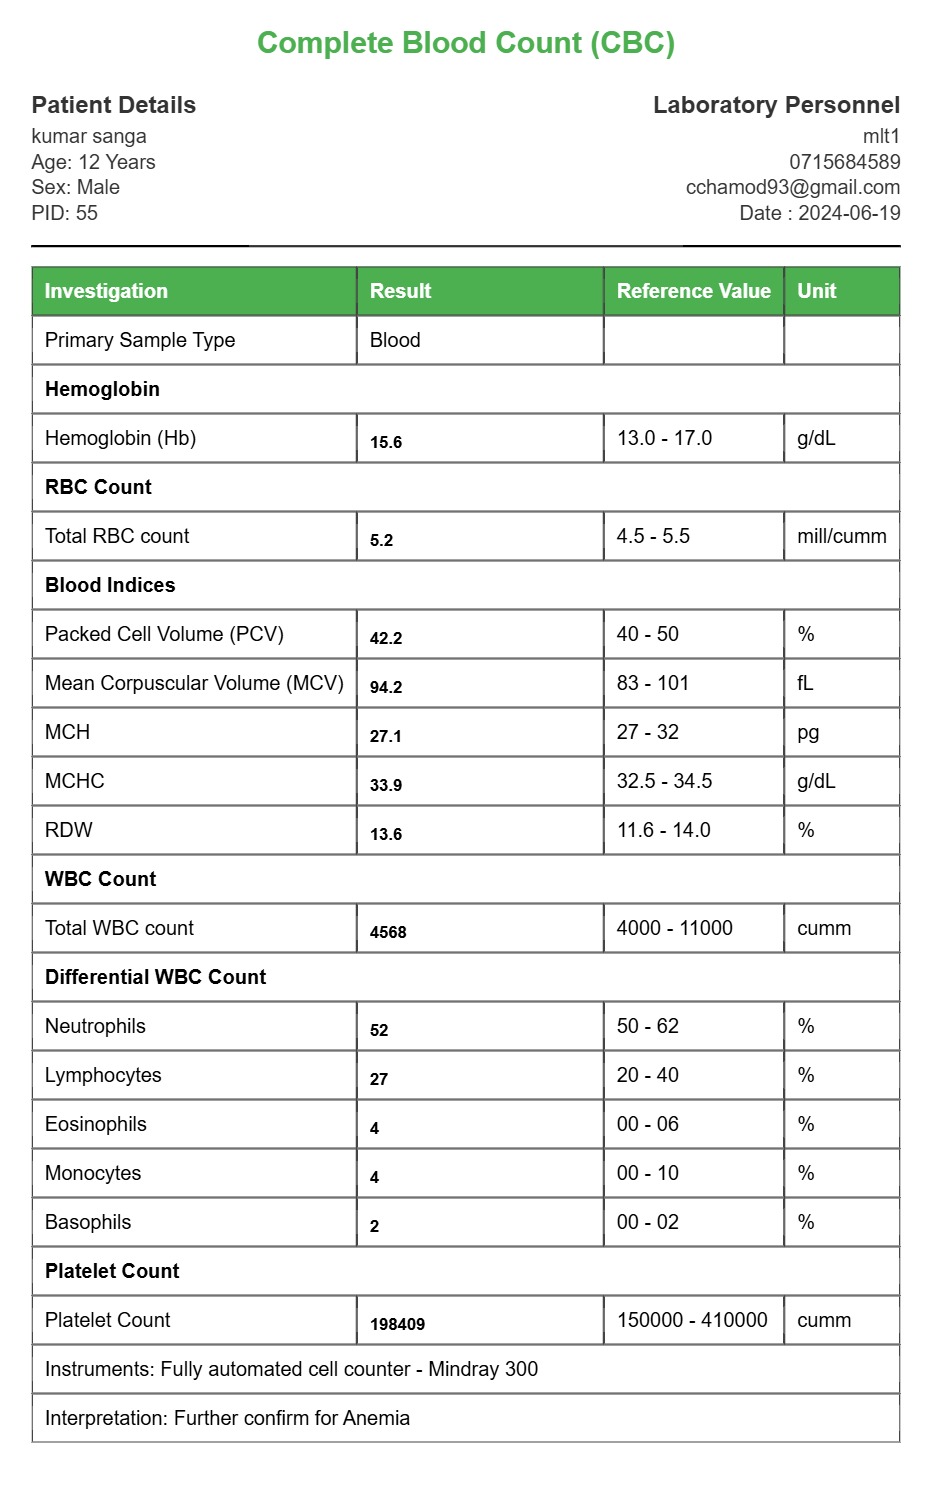 Complete Blood Count (CBC)
Patient Details
kumar sanga
Age: 12 Years
Sex: Male
PID: 55
Laboratory Personnel
mlt1
0715684589
cchamod93@gmail.com
Date : 2024-06-19
Investigation Result Reference Value Unit
Primary Sample Type Blood
Hemoglobin
Hemoglobin (Hb) 15.6 13.0 - 17.0 g/dL
RBC Count
Total RBC count 5.2 4.5 - 5.5 mill/cumm
Blood Indices
Packed Cell Volume (PCV) 42.2 40 - 50 %
Mean Corpuscular Volume (MCV) 94.2 83 - 101 fL
MCH 27.1 27 - 32 pg
MCHC 33.9 32.5 - 34.5 g/dL
RDW 13.6 11.6 - 14.0 %
WBC Count
Total WBC count 4568 4000 - 11000 cumm
Differential WBC Count
Neutrophils 52 50 - 62 %
Lymphocytes 27 20 - 40 %
Eosinophils 4 00 - 06 %
Monocytes 4 00 - 10 %
Basophils 2 00 - 02 %
Platelet Count
Platelet Count 198409 150000 - 410000 cumm
Instruments: Fully automated cell counter - Mindray 300
Interpretation: Further confirm for Anemia